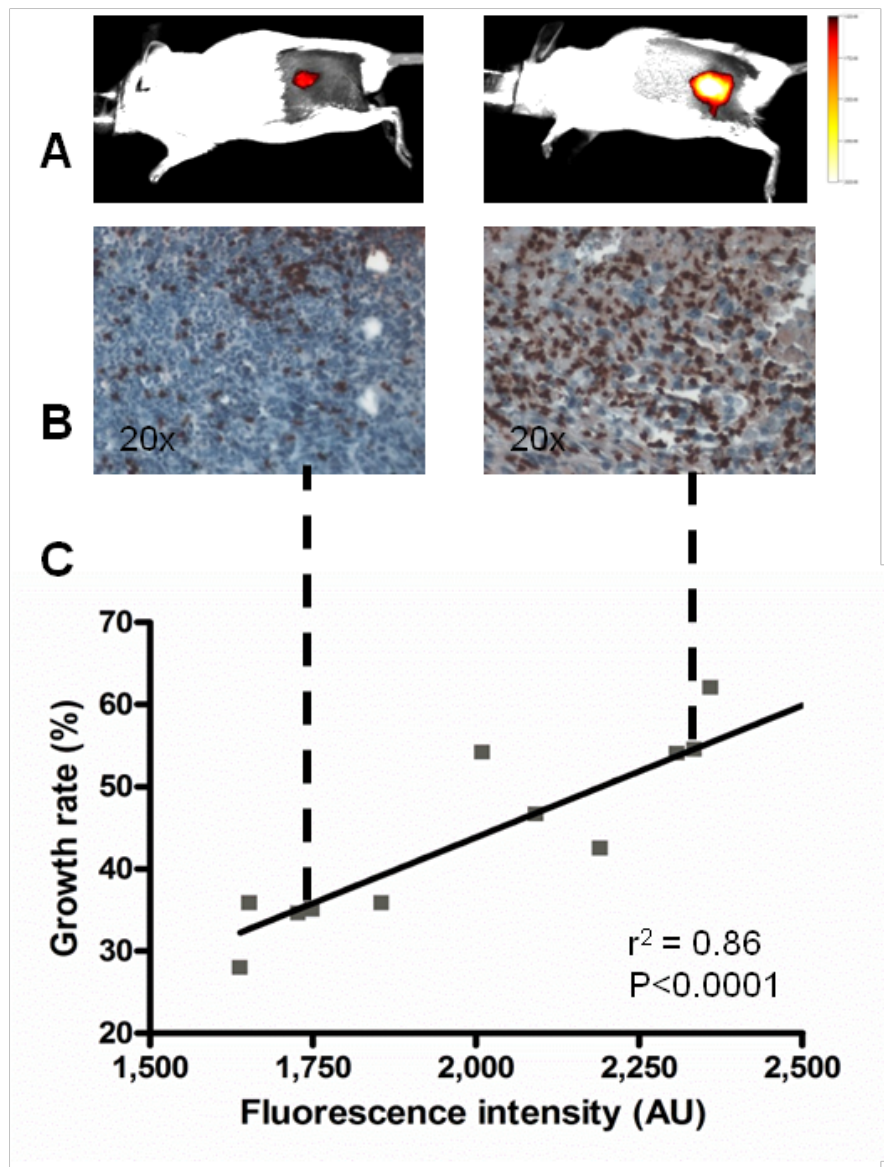 A
B
20x
20x
C
70
60
50
40
30
20
Growth rate (%)
r² = 0.86
P<0.0001
1,500 1,750 2,000 2,250 2,500
Fluorescence intensity (AU)